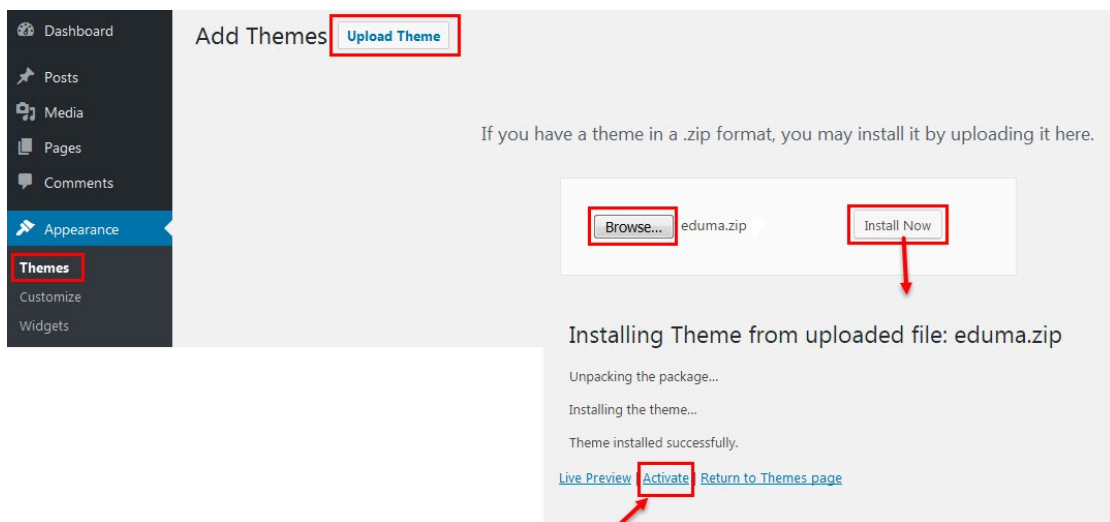 Dashboard
Posts
Media
Pages
Comments
Appearance
Themes
Customize
Widgets
Add Themes Upload Theme
If you have a theme in a .zip format, you may install it by uploading it here.
Browse... eduma.zip Install Now
Installing Theme from uploaded file: eduma.zip
Unpacking the package...
Installing the theme...
Theme installed successfully.
Live Preview | Activate | Return to Themes page